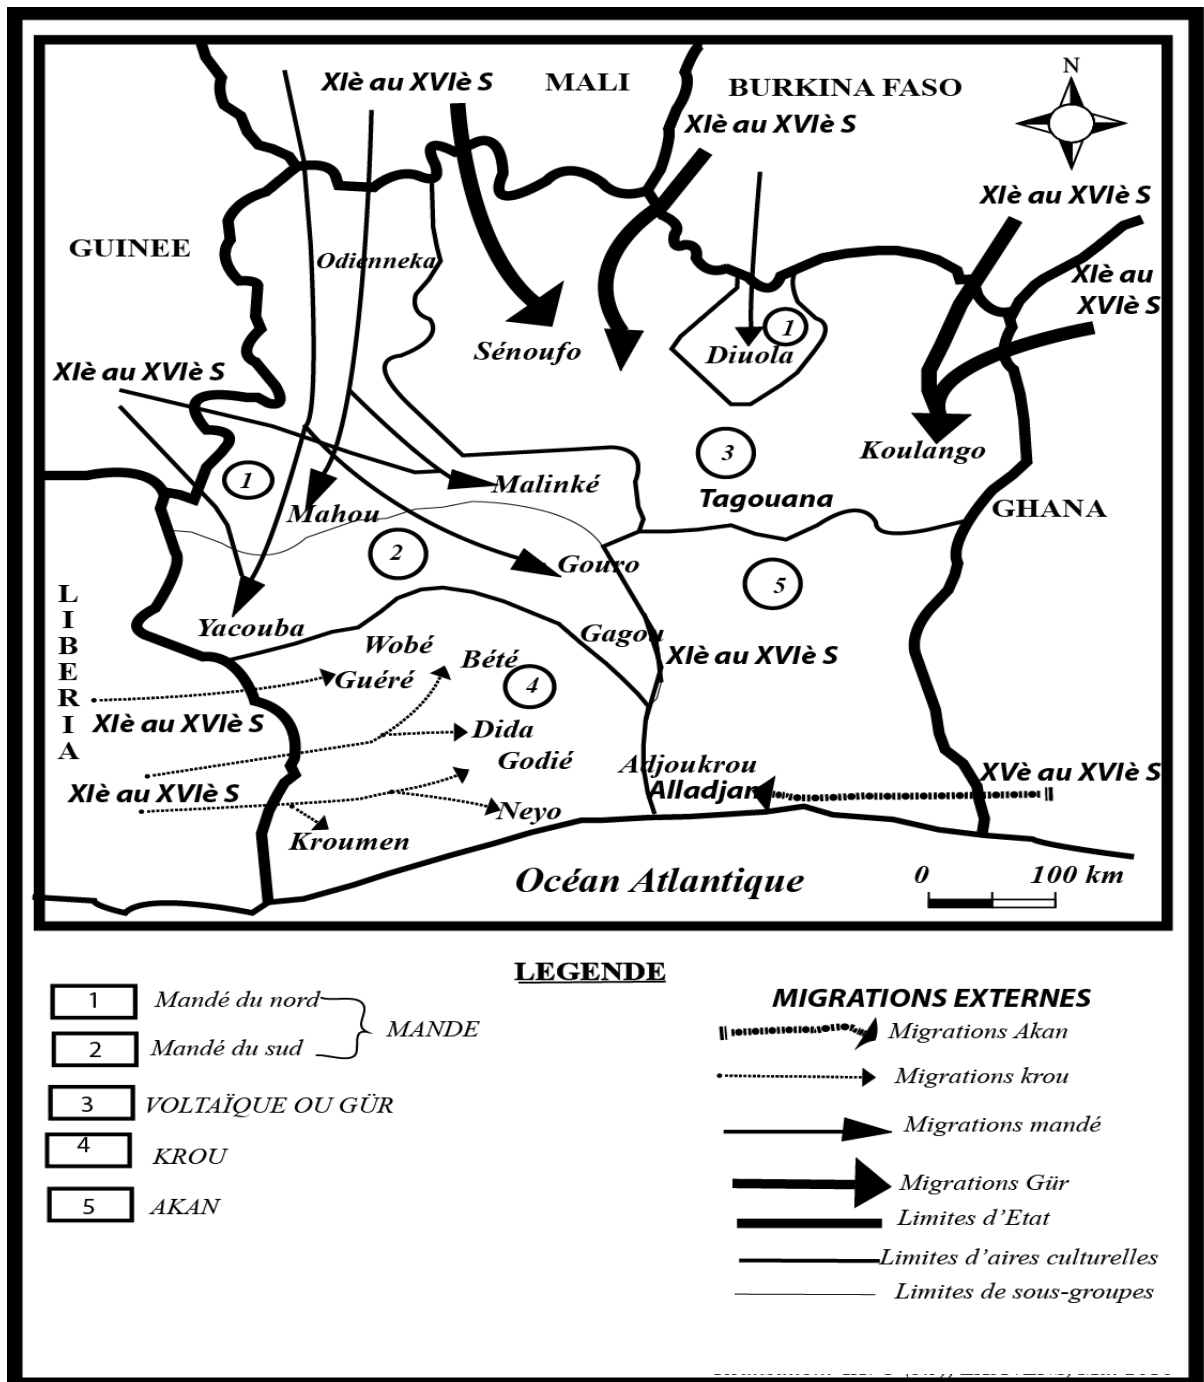 XIè au XVIè S
MALI
BURKINA FASO
N
XIè au XVIè S
XIè au XVIè S
GUINEE
Odienneka
XIè au
XVIè S
1
Sénoufo
Diuola
XIè au XVIè S
3
Koulango
1
Malinké
Tagouana
GHANA
Mahou
2
Gouro
5
LIBERIA
Yacouba
Gagou
Wobé
Bété
XIè au XVIè S
Guéré
4
XIè au XVIè S
Dida
Godié
Adjoukrou
XVè au XVIè S
XIè au XVIè S
Alladjan
Neyo
Kroumen
Océan Atlantique
0 100 km
LEGENDE
1 Mandé du nord
2 Mandé du sud
MANDE
3 VOLTAÏQUE OU GÜR
4 KROU
5 AKAN
MIGRATIONS EXTERNES
Migrations Akan
Migrations krou
Migrations mandé
Migrations Gür
Limites d'Etat
Limites d'aires culturelles
Limites de sous-groupes